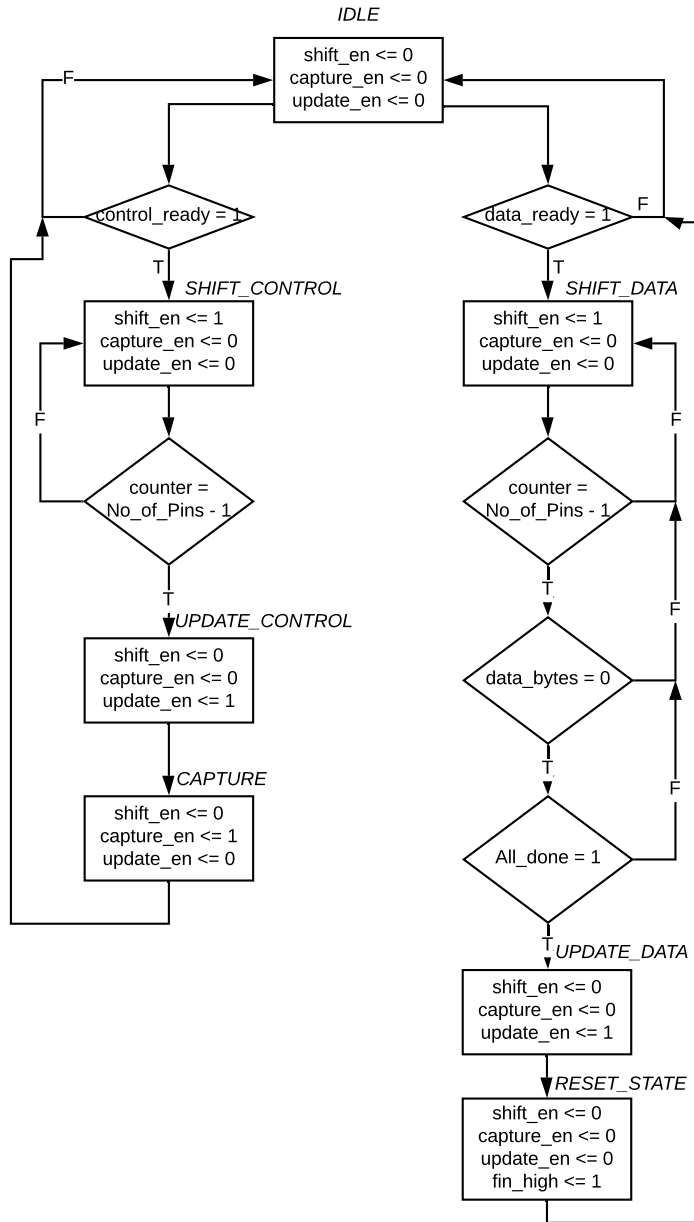 IDLE
shift_en <= 0
capture_en <= 0
update_en <= 0
F
control_ready = 1
T
SHIFT_CONTROL
shift_en <= 1
capture_en <= 0
update_en <= 0
F
counter =
No_of_Pins - 1
T
UPDATE_CONTROL
shift_en <= 0
capture_en <= 0
update_en <= 1
CAPTURE
shift_en <= 0
capture_en <= 1
update_en <= 0
data_ready = 1
F
T
SHIFT_DATA
shift_en <= 1
capture_en <= 0
update_en <= 0
F
counter =
No_of_Pins - 1
T
F
data_bytes = 0
T
F
All_done = 1
T
UPDATE_DATA
shift_en <= 0
capture_en <= 0
update_en <= 1
RESET_STATE
shift_en <= 0
capture_en <= 0
update_en <= 0
fin_high <= 1